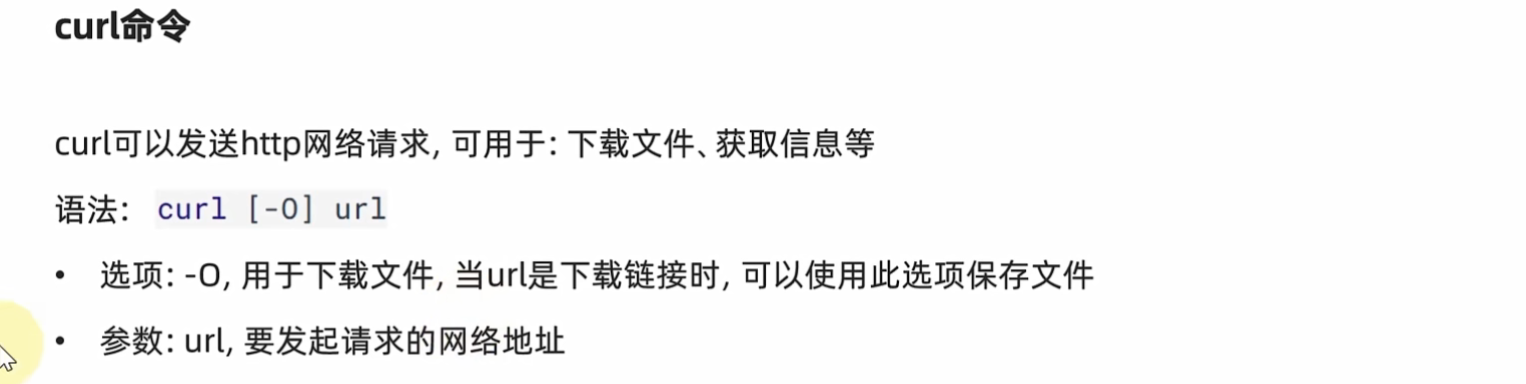 curl命令
curl可以发送http网络请求, 可用于: 下载文件、获取信息等
语法: curl [-O] url
• 选项: -O, 用于下载文件, 当url是下载链接时, 可以使用此选项保存文件
• 参数: url, 要发起请求的网络地址